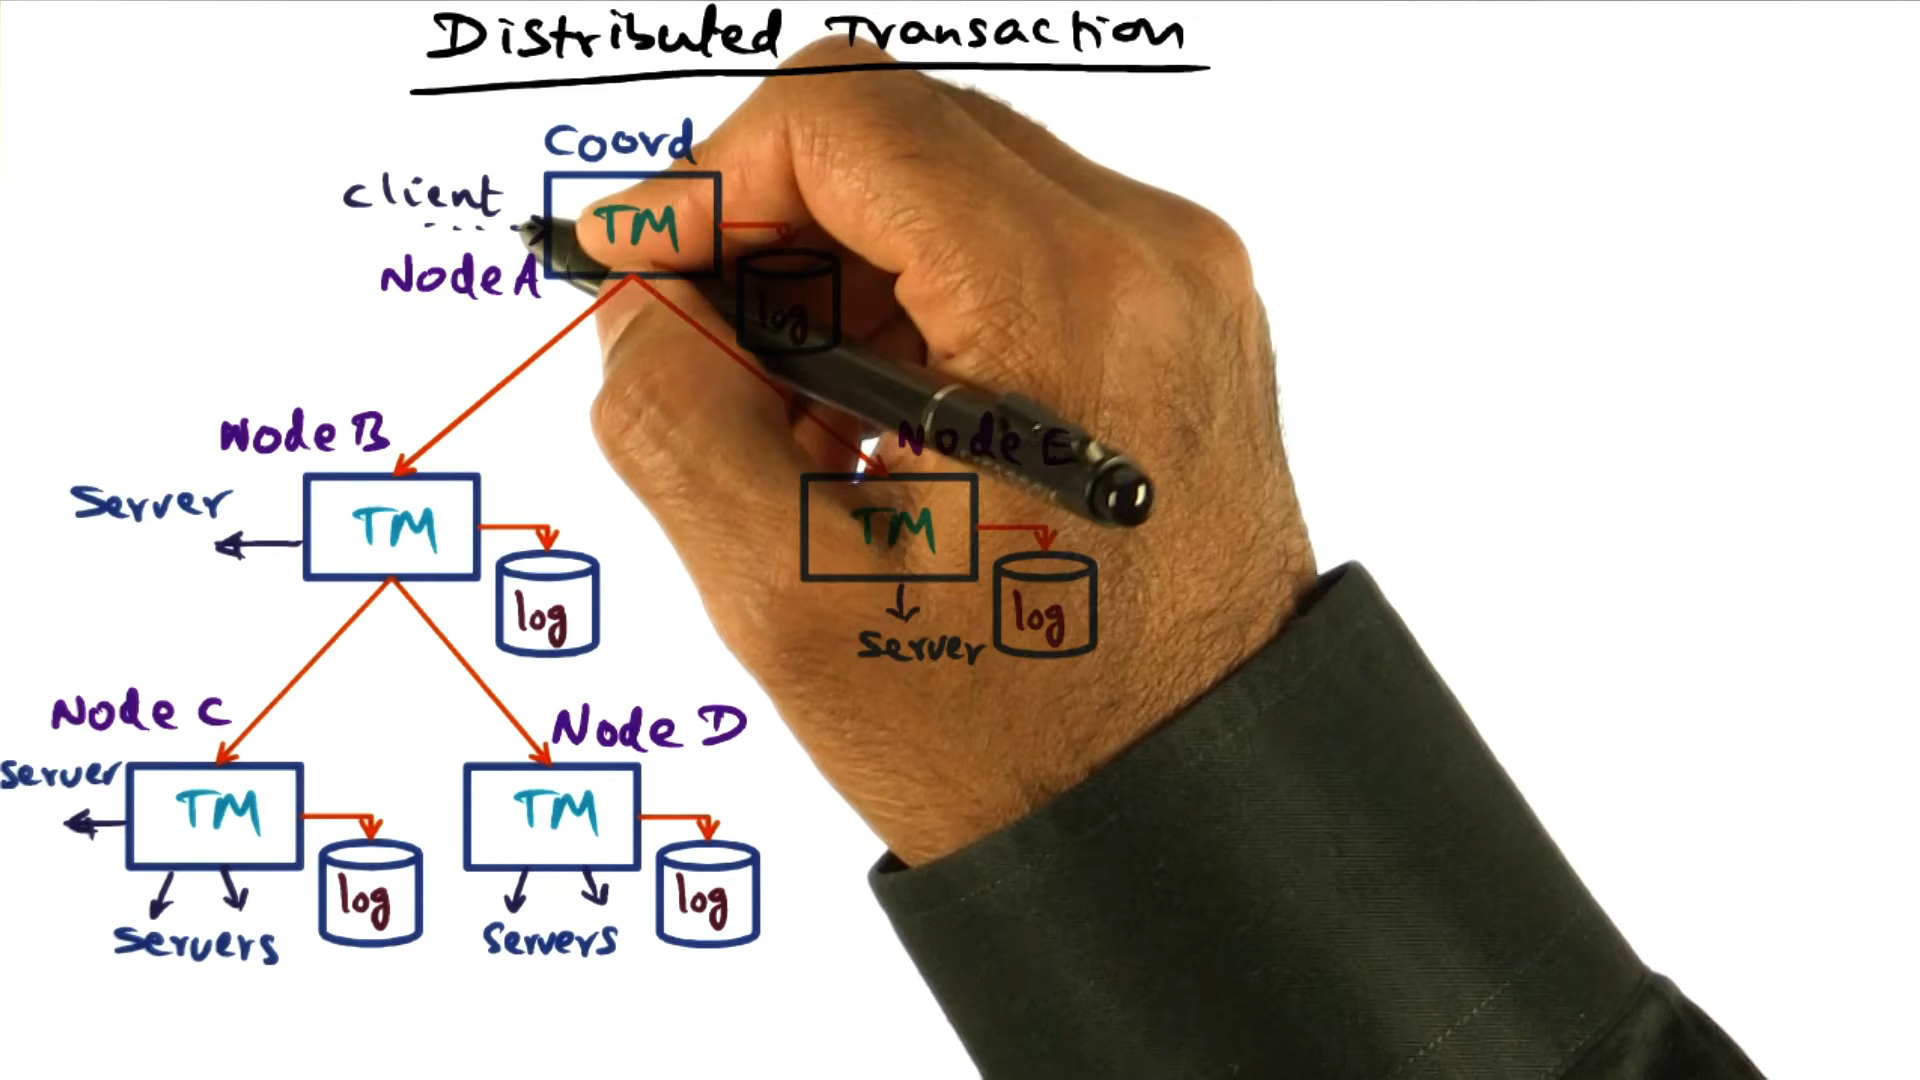 Distributed Transaction
Coord
client
TM
Node A
log
Node B
Node E
Server
TM
TM
log
log
server
Node C
Node D
server
TM
TM
log
log
servers
servers